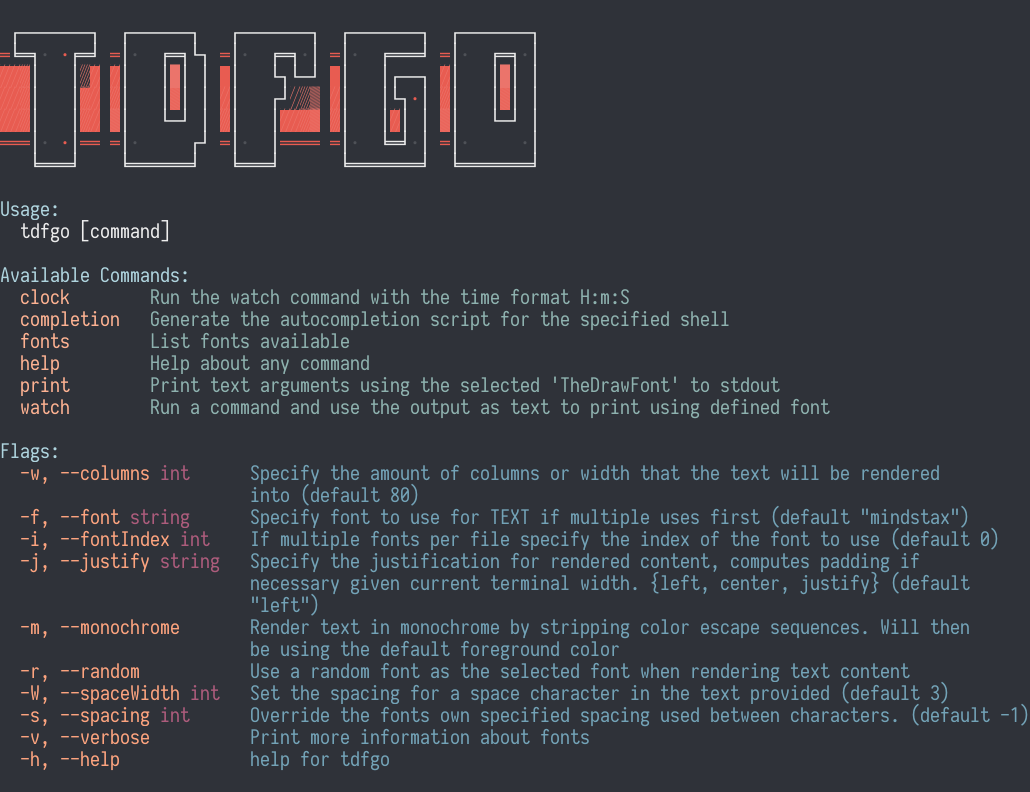 TDFGO
Usage:
tdfgo [command]
Available Commands:
clock Run the watch command with the time format H:m:S
completion Generate the autocompletion script for the specified shell
fonts List fonts available
help Help about any command
print Print text arguments using the selected 'TheDrawFont' to stdout
watch Run a command and use the output as text to print using defined font
Flags:
-w, --columns int Specify the amount of columns or width that the text will be rendered
into (default 80)
-f, --font string Specify font to use for TEXT if multiple uses first (default "mindstax")
-i, --fontIndex int If multiple fonts per file specify the index of the font to use (default 0)
-j, --justify string Specify the justification for rendered content, computes padding if
necessary given current terminal width. {left, center, justify} (default
"left")
-m, --monochrome Render text in monochrome by stripping color escape sequences. Will then
be using the default foreground color
-r, --random Use a random font as the selected font when rendering text content
-W, --spaceWidth int Set the spacing for a space character in the text provided (default 3)
-s, --spacing int Override the fonts own specified spacing used between characters. (default -1)
-v, --verbose Print more information about fonts
-h, --help help for tdfgo